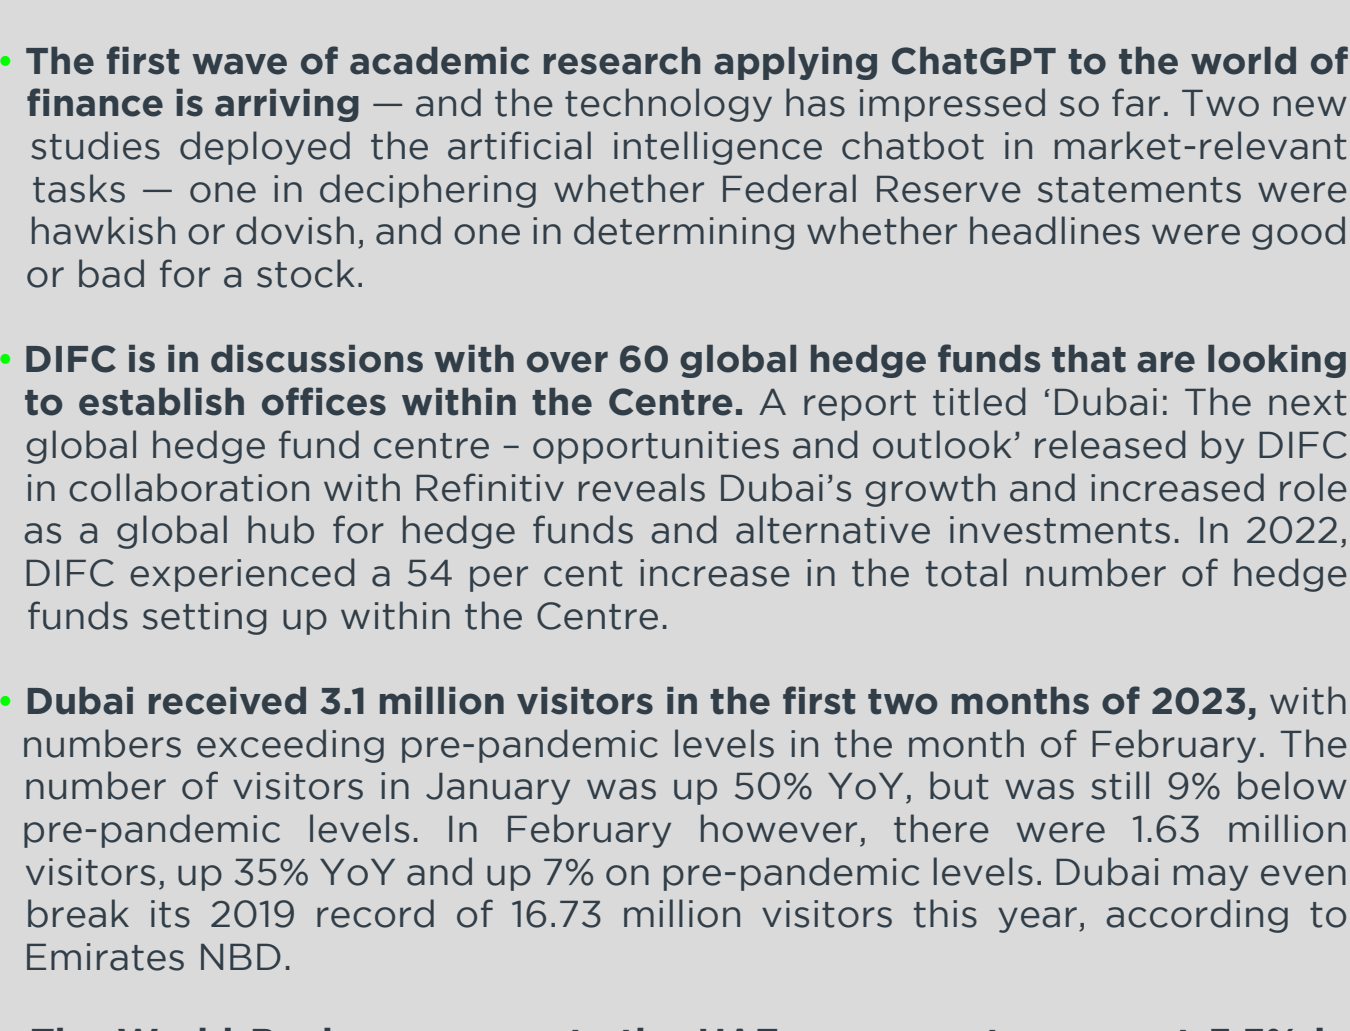 • The first wave of academic research applying ChatGPT to the world of
finance is arriving — and the technology has impressed so far. Two new
studies deployed the artificial intelligence chatbot in market-relevant
tasks — one in deciphering whether Federal Reserve statements were
hawkish or dovish, and one in determining whether headlines were good
or bad for a stock.
• DIFC is in discussions with over 60 global hedge funds that are looking
to establish offices within the Centre. A report titled ‘Dubai: The next
global hedge fund centre – opportunities and outlook’ released by DIFC
in collaboration with Refinitiv reveals Dubai’s growth and increased role
as a global hub for hedge funds and alternative investments. In 2022,
DIFC experienced a 54 per cent increase in the total number of hedge
funds setting up within the Centre.
• Dubai received 3.1 million visitors in the first two months of 2023, with
numbers exceeding pre-pandemic levels in the month of February. The
number of visitors in January was up 50% YoY, but was still 9% below
pre-pandemic levels. In February however, there were 1.63 million
visitors, up 35% YoY and up 7% on pre-pandemic levels. Dubai may even
break its 2019 record of 16.73 million visitors this year, according to
Emirates NBD.